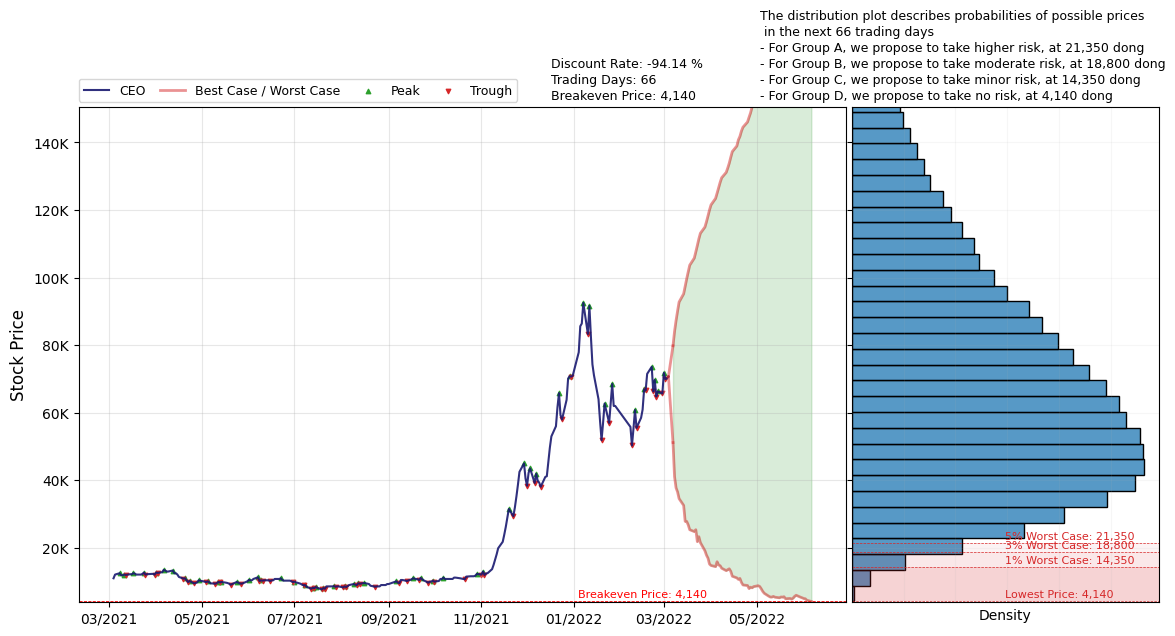 The distribution plot describes probabilities of possible prices
in the next 66 trading days
- For Group A, we propose to take higher risk, at 21,350 dong
- For Group B, we propose to take moderate risk, at 18,800 dong
- For Group C, we propose to take minor risk, at 14,350 dong
- For Group D, we propose to take no risk, at 4,140 dong
Discount Rate: -94.14 %
Trading Days: 66
Breakeven Price: 4,140
CEO Best Case / Worst Case Peak Trough
Stock Price
140K
120K
100K
80K
60K
40K
20K
5% Worst Case: 21,350
3% Worst Case: 18,800
1% Worst Case: 14,350
Breakeven Price: 4,140
Lowest Price: 4,140
03/2021 05/2021 07/2021 09/2021 11/2021 01/2022 03/2022 05/2022
Density